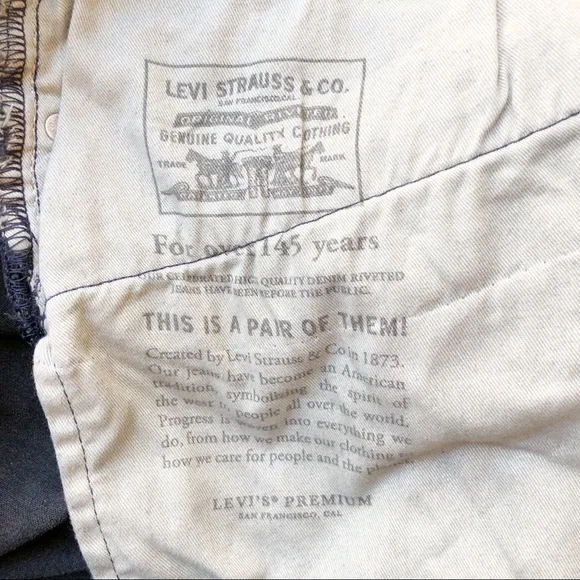 LEVI STRAUSS & CO.
SAN FRANCISCO, CAL.
ORIGINAL RIVETED
GENUINE QUALITY CLOTHING
TRADE MARK
For over 145 years
OUR CELEBRATED HIGH QUALITY DENIM RIVETED
JEANS HAVE BEEN BEFORE THE PUBLIC.
THIS IS A PAIR OF THEM!
Created by Levi Strauss & Co in 1873.
Our jeans have become an American
tradition, symbolizing the spirit of
the west to people all over the world.
Progress is woven into everything we
do, from how we make our clothing to
how we care for people and the planet.
LEVI'S® PREMIUM
SAN FRANCISCO, CAL